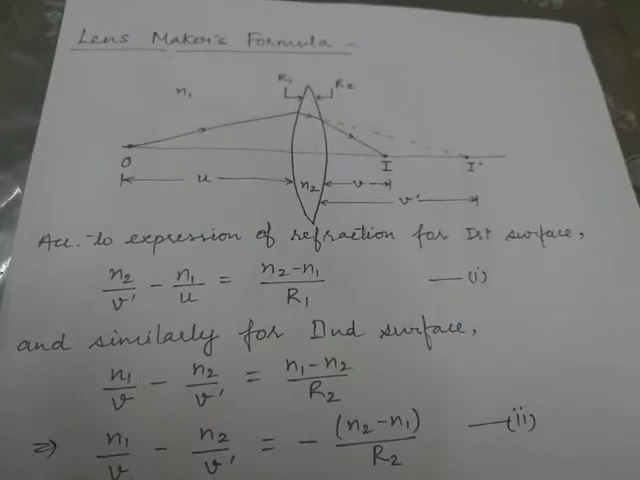 Lens Maker's Formula -
R₁ R₂
n₁
O I I'
u n₂ v
v'
Acc. to expression of refraction for Ist surface,
n₂/v' - n₁/u = (n₂-n₁)/R₁ —(i)
and similarly for IInd surface,
n₁/v - n₂/v' = (n₁-n₂)/R₂
⇒ n₁/v - n₂/v' = - (n₂-n₁)/R₂ —(ii)